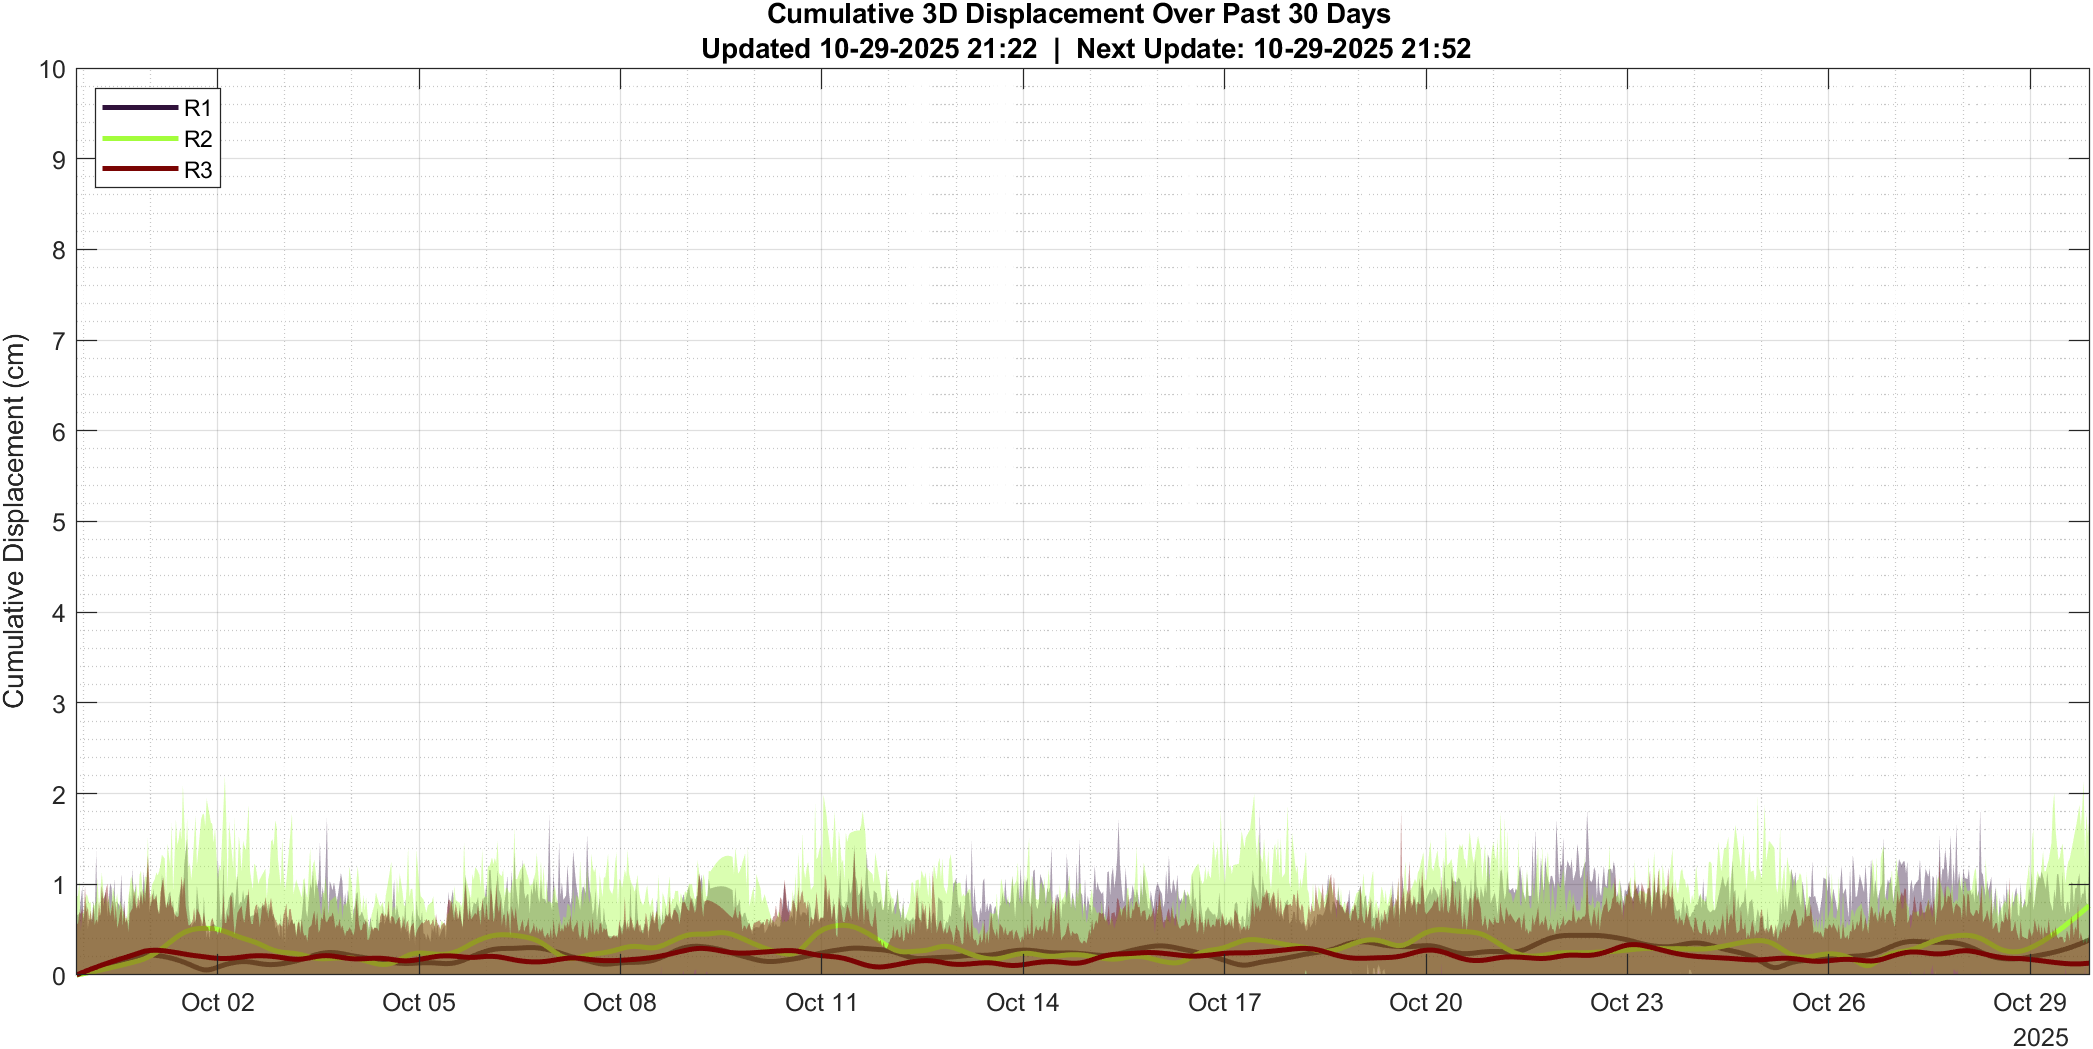 Cumulative 3D Displacement Over Past 30 Days
Updated 10-29-2025 21:22 | Next Update: 10-29-2025 21:52
Cumulative Displacement (cm)
10
9
8
7
6
5
4
3
2
1
0
R1
R2
R3
Oct 02 Oct 05 Oct 08 Oct 11 Oct 14 Oct 17 Oct 20 Oct 23 Oct 26 Oct 29
2025